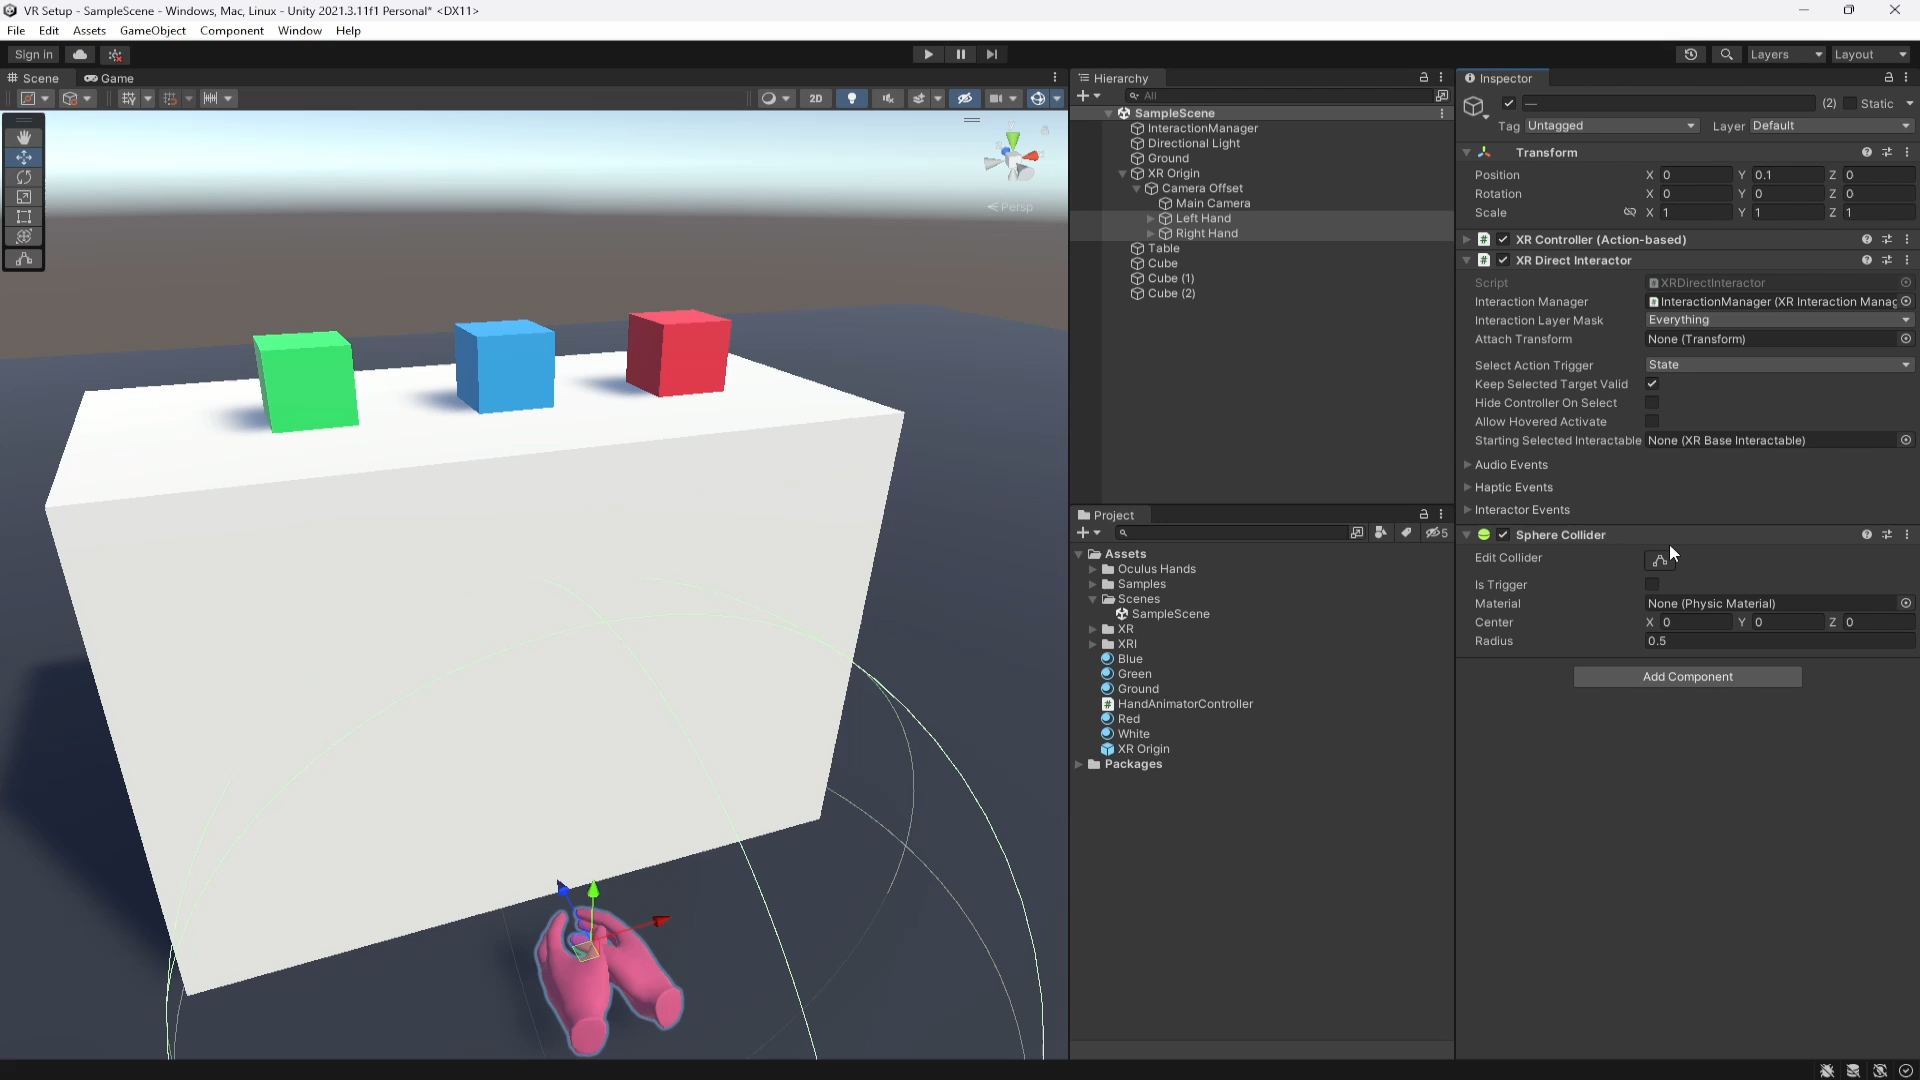 VR Setup - SampleScene - Windows, Mac, Linux - Unity 2021.3.11f1 Personal* <DX11>
File Edit Assets GameObject Component Window Help
Sign in
Layers
Layout
Scene
Game
2D
Persp
Hierarchy
All
SampleScene
InteractionManager
Directional Light
Ground
XR Origin
Camera Offset
Main Camera
Left Hand
Right Hand
Table
Cube
Cube (1)
Cube (2)
Project
5
Assets
Oculus Hands
Samples
Scenes
SampleScene
XR
XRI
Blue
Green
Ground
HandAnimatorController
Red
White
XR Origin
Packages
Inspector
— (2) Static
Tag Untagged Layer Default
Transform
Position X 0 Y 0.1 Z 0
Rotation X 0 Y 0 Z 0
Scale X 1 Y 1 Z 1
XR Controller (Action-based)
XR Direct Interactor
Script XRDirectInteractor
Interaction Manager InteractionManager (XR Interaction Manag
Interaction Layer Mask Everything
Attach Transform None (Transform)
Select Action Trigger State
Keep Selected Target Valid
Hide Controller On Select
Allow Hovered Activate
Starting Selected Interactable None (XR Base Interactable)
Audio Events
Haptic Events
Interactor Events
Sphere Collider
Edit Collider
Is Trigger
Material None (Physic Material)
Center X 0 Y 0 Z 0
Radius 0.5
Add Component